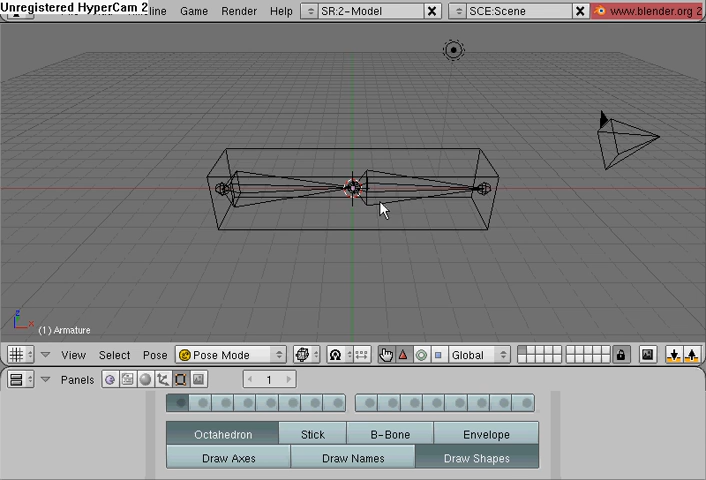 Unregistered HyperCam 2
Game Render Help SR:2-Model SCE:Scene www.blender.org 2
z
x
(1) Armature
View Select Pose Pose Mode Global
Panels 1
Octahedron Stick B-Bone Envelope
Draw Axes Draw Names Draw Shapes